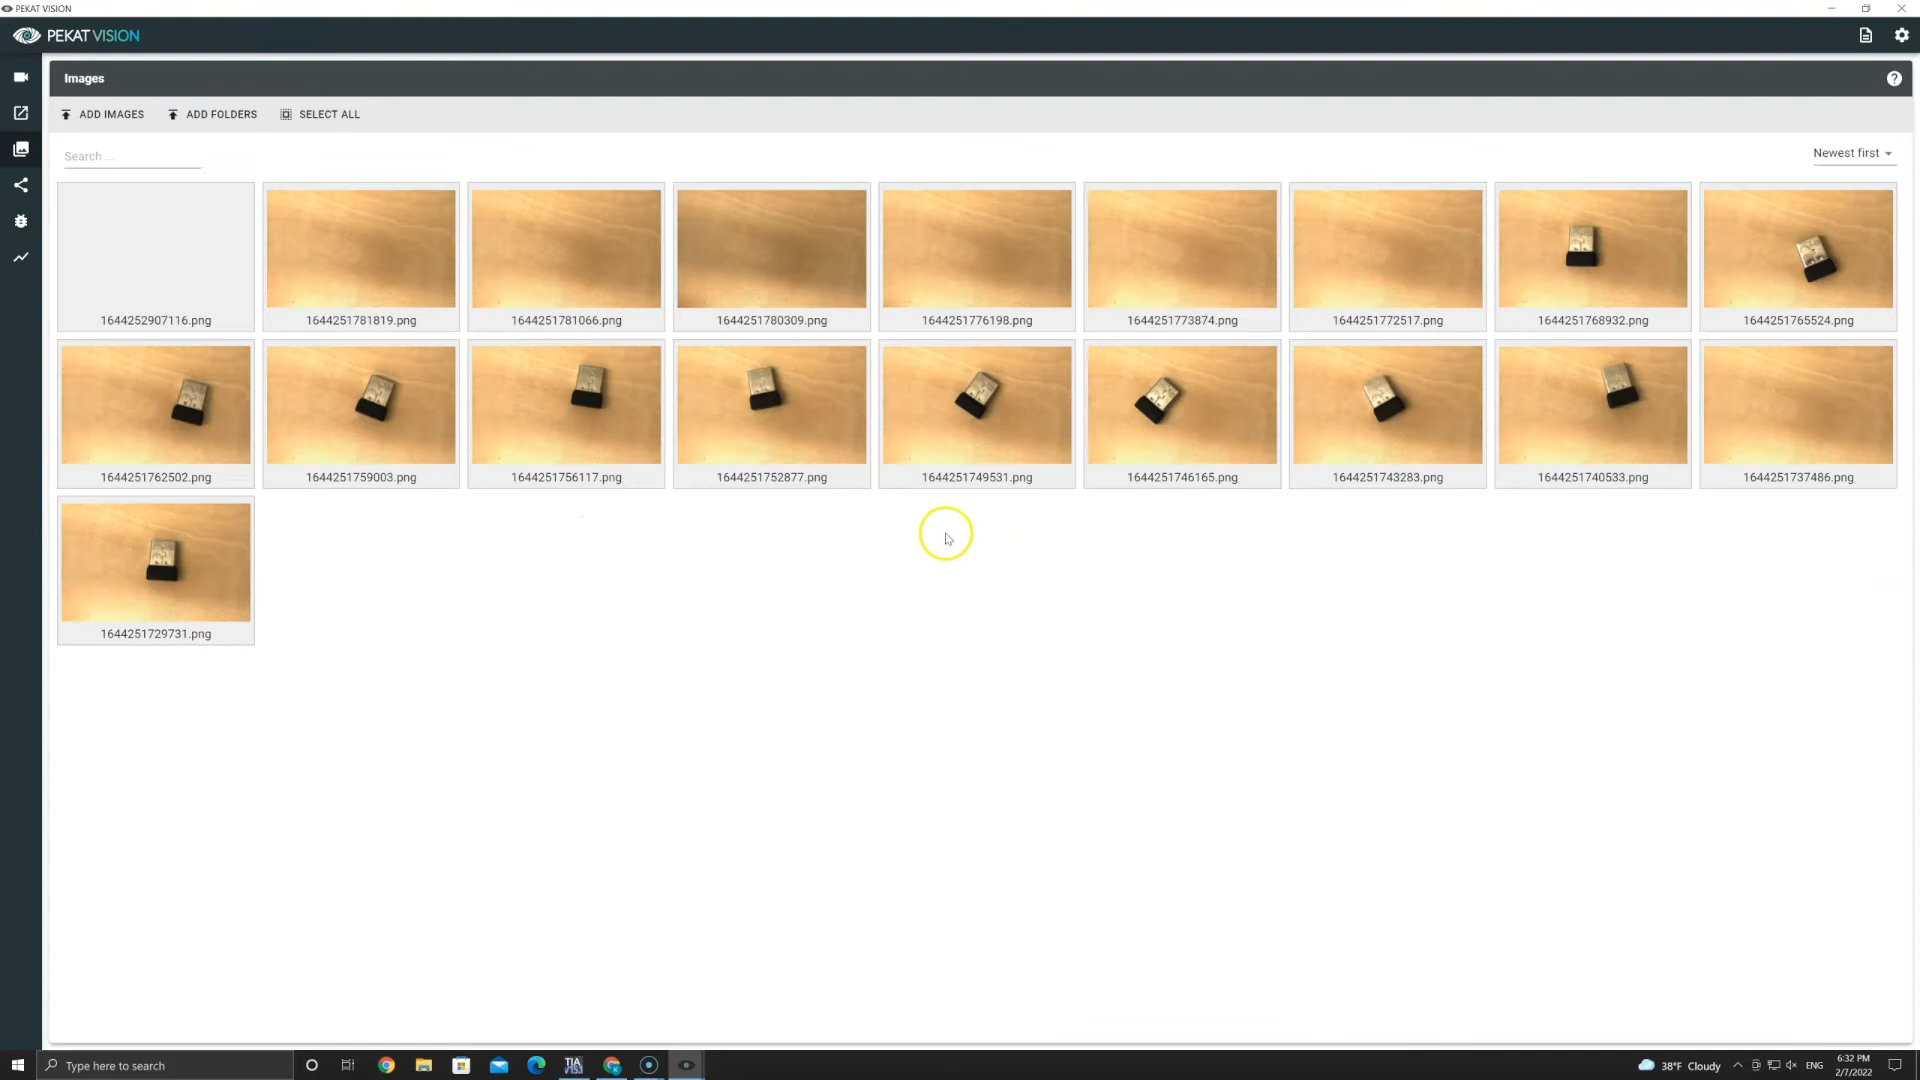 PEKAT VISION
PEKAT VISION
Images
ADD IMAGES ADD FOLDERS SELECT ALL
Search ...
Newest first
1644252907116.png 1644251781819.png 1644251781066.png 1644251780309.png 1644251776198.png 1644251773874.png 1644251772517.png 1644251768932.png 1644251765524.png
1644251762502.png 1644251759003.png 1644251756117.png 1644251752877.png 1644251749531.png 1644251746165.png 1644251743283.png 1644251740533.png 1644251737486.png
1644251729731.png
Type here to search
TIA
38°F Cloudy
ENG
6:32 PM
2/7/2022